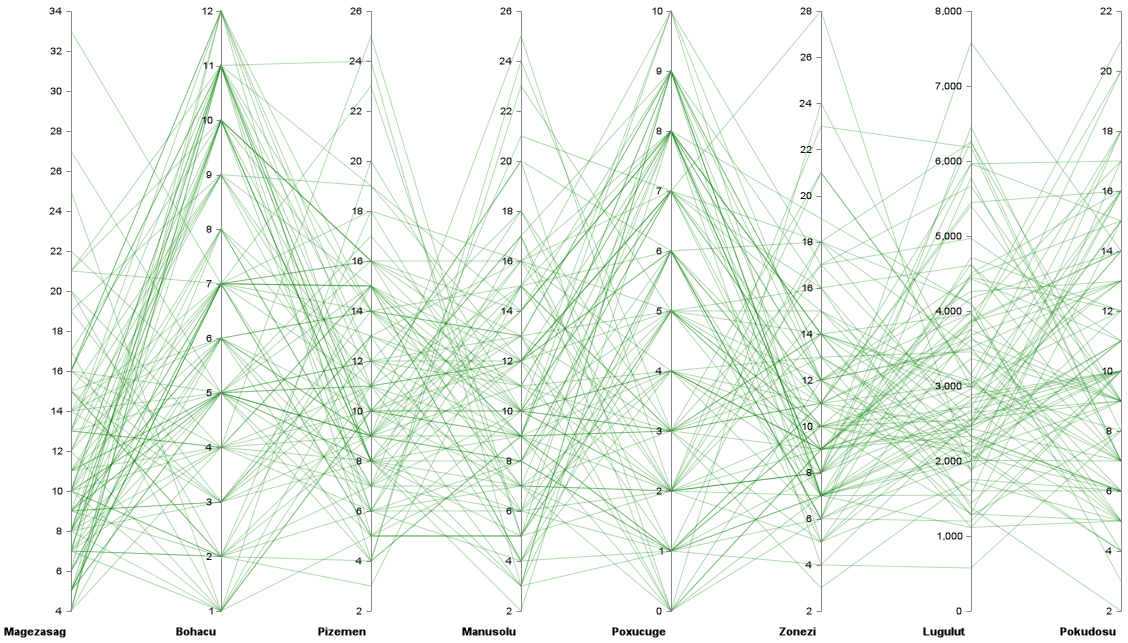 34 32 30 28 26 24 22 20 18 16 14 12 10 8 6 4
12 11 10 9 8 7 6 5 4 3 2 1
26 24 22 20 18 16 14 12 10 8 6 4 2
26 24 22 20 18 16 14 12 10 8 6 4 2
10 9 8 7 6 5 4 3 2 1 0
28 26 24 22 20 18 16 14 12 10 8 6 4 2
8,000 7,000 6,000 5,000 4,000 3,000 2,000 1,000 0
22 20 18 16 14 12 10 8 6 4 2
Magezasag Bohacu Pizemen Manusolu Poxucuge Zonezi Lugulut Pokudosu